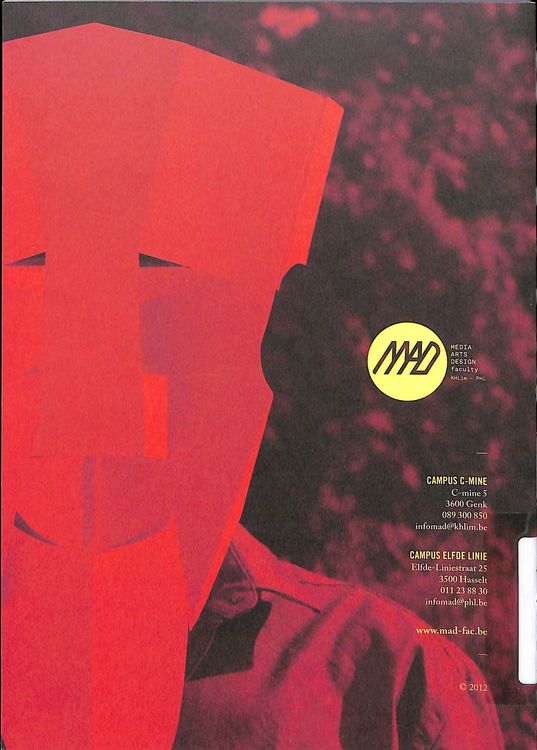 MAD
MEDIA
ARTS
DESIGN
faculty
KHLim — PHL
CAMPUS C-MINE
C-mine 5
3600 Genk
089 300 850
infomad@khlim.be
CAMPUS ELFDE LINIE
Elfde-Liniestraat 25
3500 Hasselt
011 23 88 30
infomad@phl.be
www.mad-fac.be
© 2012